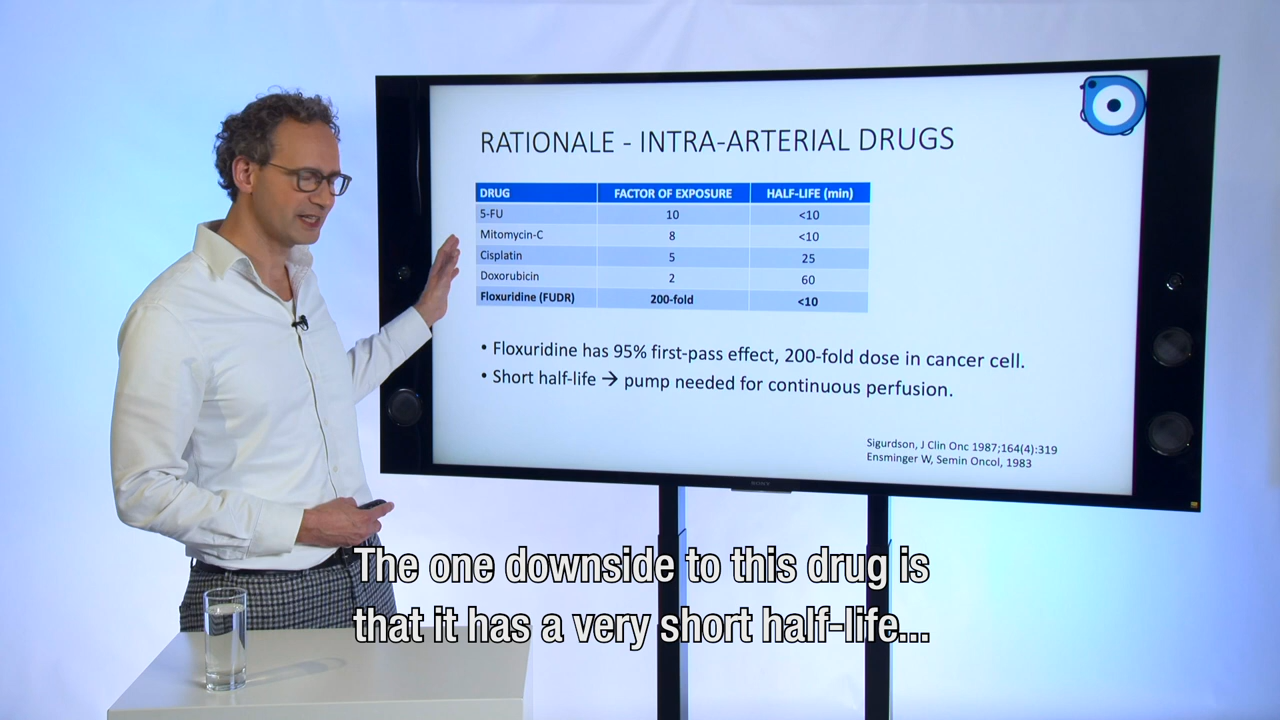 RATIONALE - INTRA-ARTERIAL DRUGS
DRUG FACTOR OF EXPOSURE HALF-LIFE (min)
5-FU 10 <10
Mitomycin-C 8 <10
Cisplatin 5 25
Doxorubicin 2 60
Floxuridine (FUDR) 200-fold <10
• Floxuridine has 95% first-pass effect, 200-fold dose in cancer cell.
• Short half-life → pump needed for continuous perfusion.
Sigurdson, J Clin Onc 1987;164(4):319
Ensminger W, Semin Oncol, 1983
SONY
The one downside to this drug is
that it has a very short half-life...